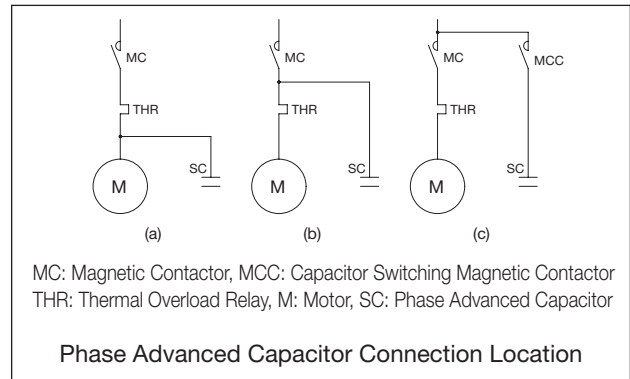 MC
THR
SC
M
(a)
MC
THR
SC
M
(b)
MC
MCC
THR
SC
M
(c)
MC: Magnetic Contactor, MCC: Capacitor Switching Magnetic Contactor
THR: Thermal Overload Relay, M: Motor, SC: Phase Advanced Capacitor
Phase Advanced Capacitor Connection Location